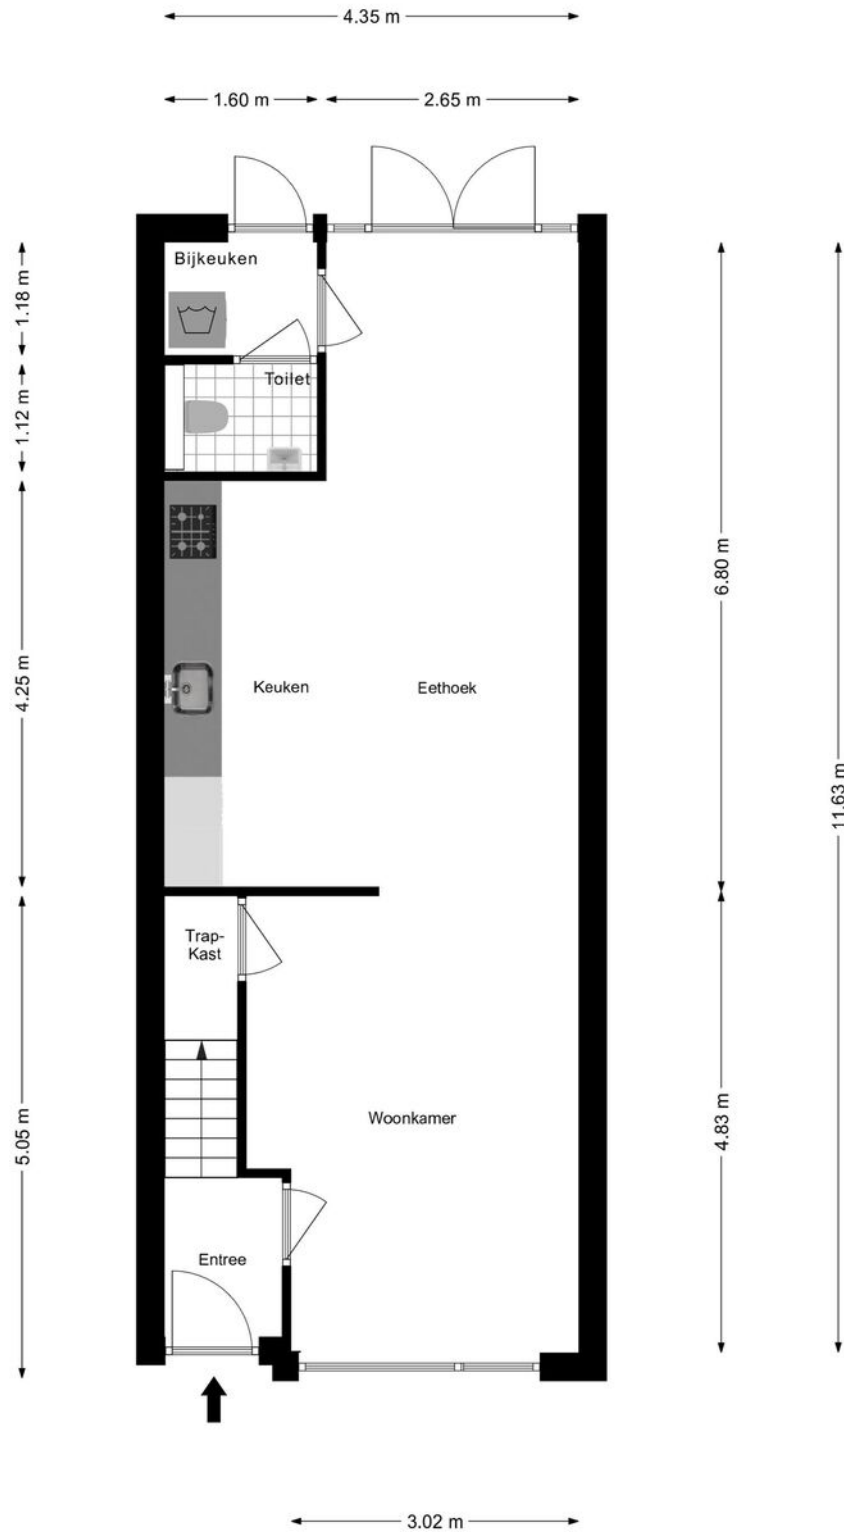 4.35 m
1.60 m
2.65 m
Bijkeuken
1.18 m
Toilet
1.12 m
6.80 m
4.25 m
Keuken
Eethoek
11.63 m
Trap-
Kast
Woonkamer
5.05 m
4.83 m
Entree
3.02 m